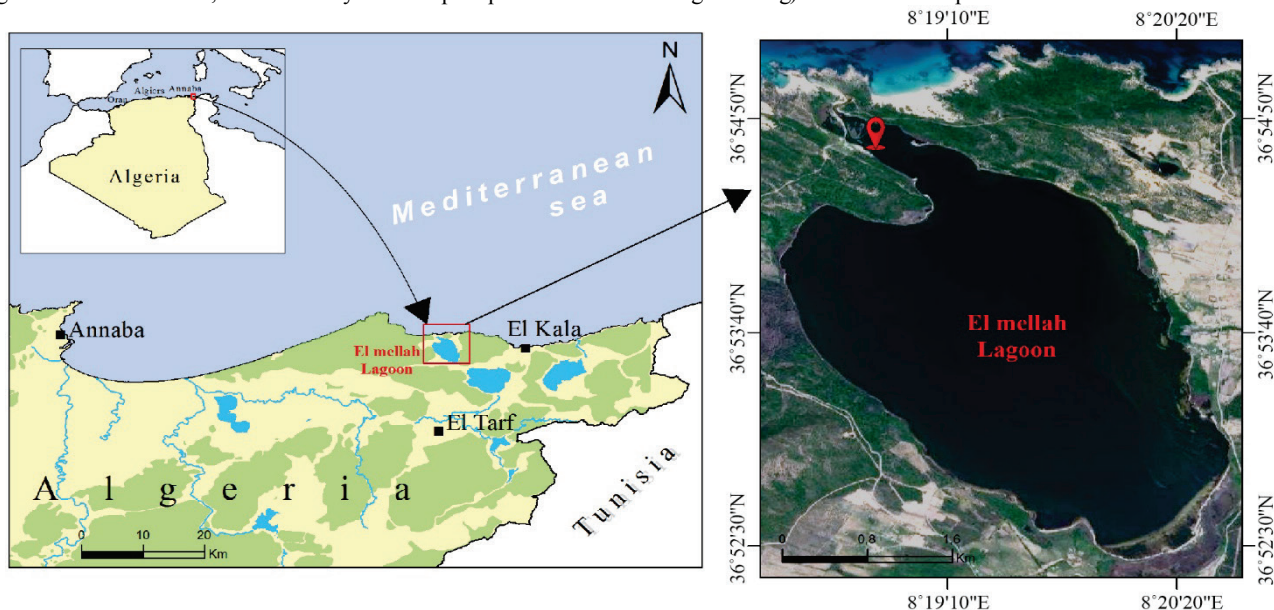 N
Oran
Algiers
Annaba
Algeria
Mediterranean
sea
Annaba
El Kala
El mellah
Lagoon
El Tarf
Algeria
Tunisia
0 10 20
Km
8°19'10"E
8°20'20"E
36°54'50"N
36°54'50"N
36°53'40"N
36°53'40"N
El mellah
Lagoon
36°52'30"N
36°52'30"N
0 0.8 1.6
Km
8°19'10"E
8°20'20"E